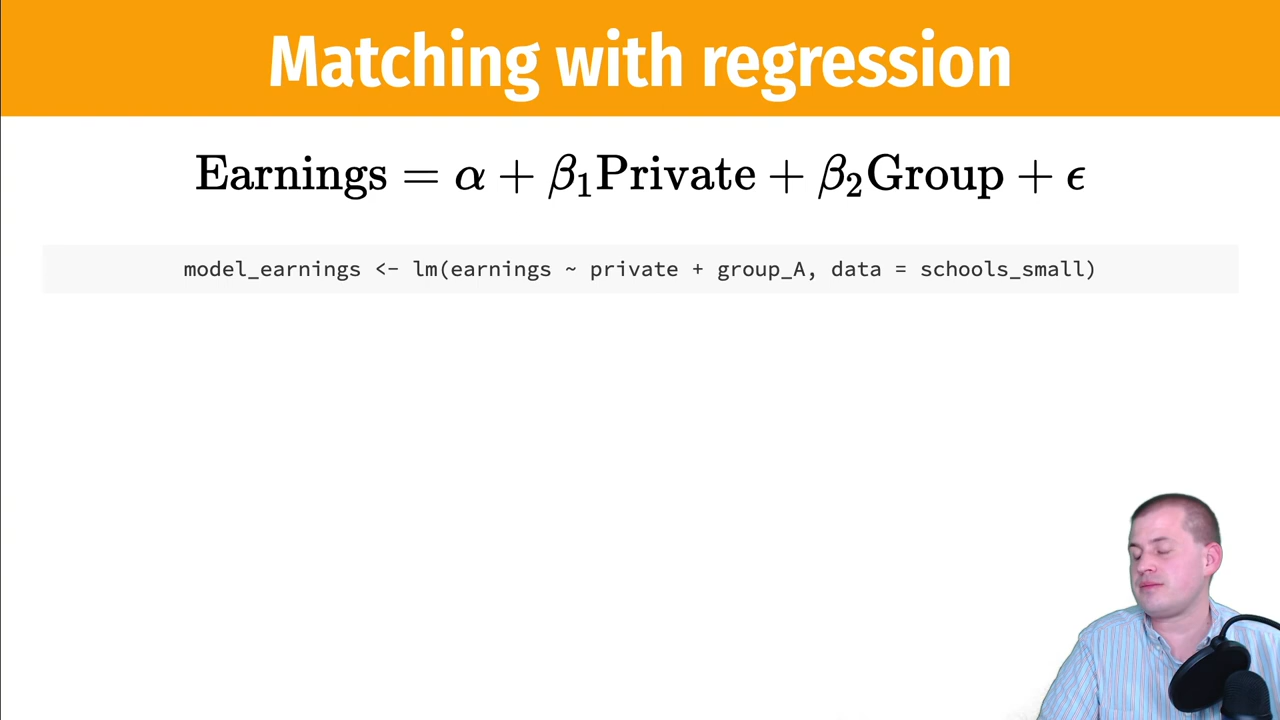 Matching with regression
Earnings = α + β₁Private + β₂Group + ϵ
model_earnings <- lm(earnings ~ private + group_A, data = schools_small)